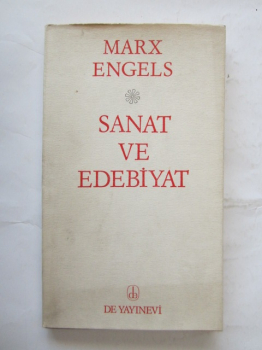 MARX
ENGELS
SANAT
VE
EDEBİYAT
DE YAYINEVİ